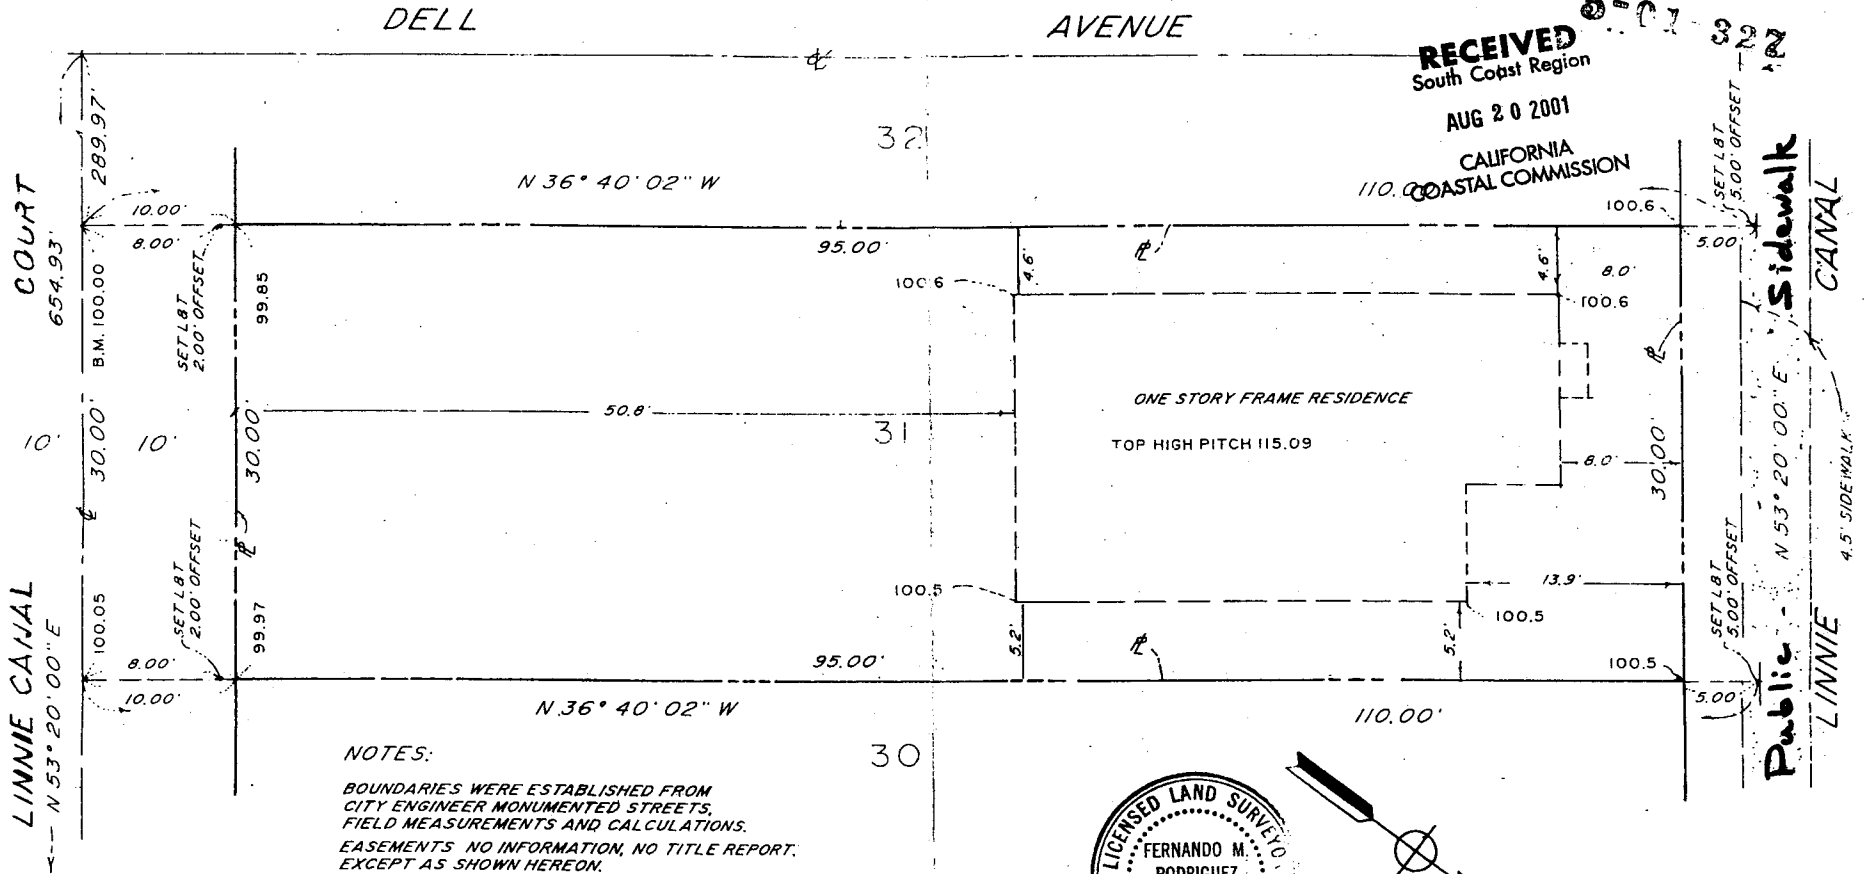 DELL AVENUE
RECEIVED
South Coast Region
AUG 20 2001
CALIFORNIA
COASTAL COMMISSION
32
N 36° 40' 02" W
110.00
289.97'
COURT
654.93'
10.00'
8.00'
B.M. 100.00
SET L&T
2.00' OFFSET
99.85
95.00'
100.6
4.6'
4.6'
8.0'
100.6
100.6
5.00
SET L&T
5.00' OFFSET
Sidewalk
CANAL
50.8'
31
ONE STORY FRAME RESIDENCE
TOP HIGH PITCH 115.09
8.0'
30.00'
10'
30.00'
10'
30.00'
N 53° 20' 00" E
4.5' SIDEWALK
100.5
13.9'
100.5
5.2'
5.2'
LINNIE CANAL
N 53° 20' 00" E
100.05
SET L&T
2.00' OFFSET
99.97
8.00'
10.00'
95.00'
100.5
5.00
SET L&T
5.00' OFFSET
Public
LINNIE
N 36° 40' 02" W
110.00'
30
NOTES:
BOUNDARIES WERE ESTABLISHED FROM
CITY ENGINEER MONUMENTED STREETS,
FIELD MEASUREMENTS AND CALCULATIONS.
EASEMENTS NO INFORMATION, NO TITLE REPORT,
EXCEPT AS SHOWN HEREON.
LICENSED LAND SURVEYO
FERNANDO M.
RODRIGUEZ